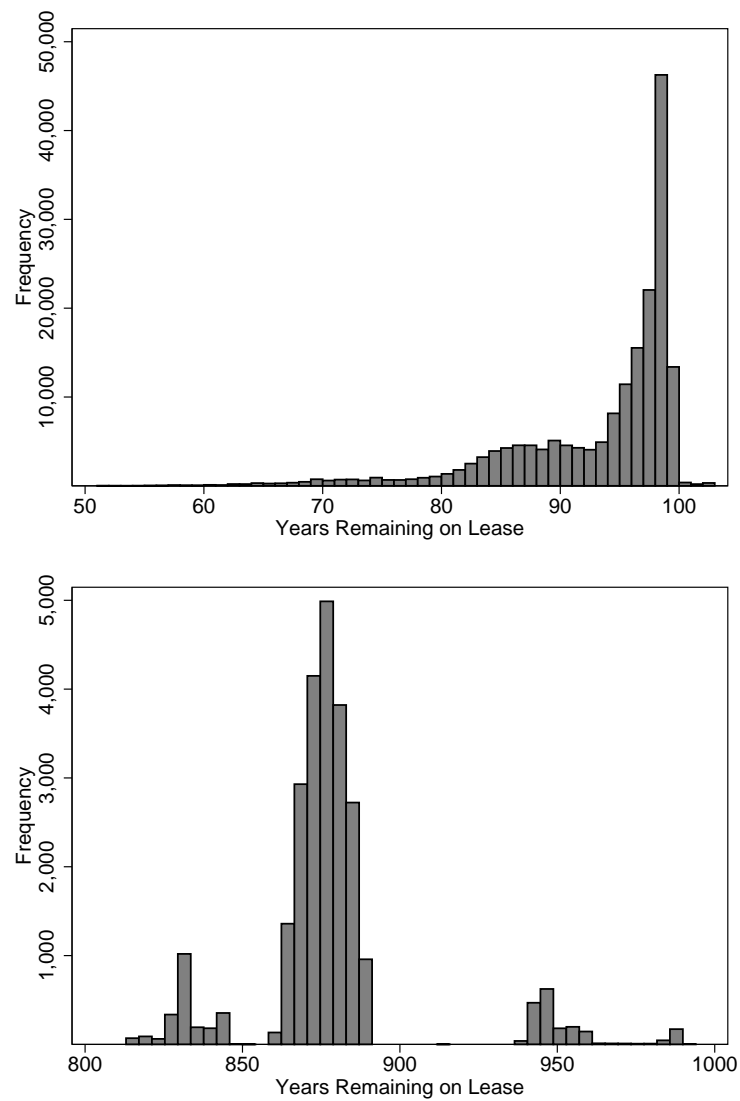 50,000
40,000
30,000
20,000
10,000
Frequency
50 60 70 80 90 100
Years Remaining on Lease
5,000
4,000
3,000
2,000
1,000
Frequency
800 850 900 950 1000
Years Remaining on Lease